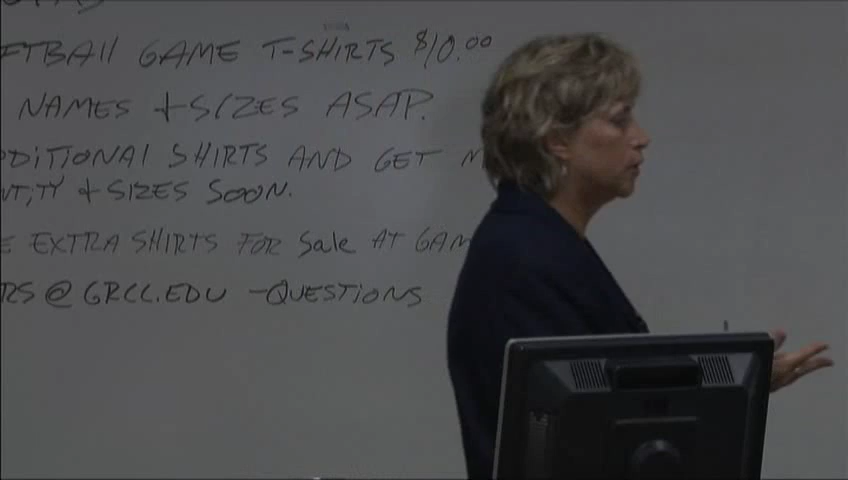 FTBAll GAME T-SHIRTS $10.00
NAMES + SIZES ASAP.
DDITIONAL SHIRTS AND GET M
NTITY + SIZES SOON.
E EXTRA SHIRTS FOR Sale AT GAM
RS@GRCC.EDU - QUESTIONS